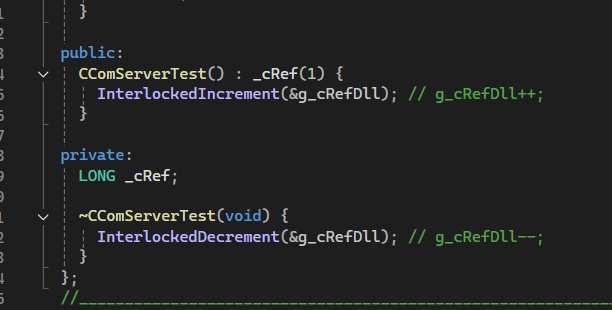 }
public:
CComServerTest() : _cRef(1) {
InterlockedIncrement(&g_cRefDll); // g_cRefDll++;
}
private:
LONG _cRef;
~CComServerTest(void) {
InterlockedDecrement(&g_cRefDll); // g_cRefDll--;
}
};
//____________________________________________________________